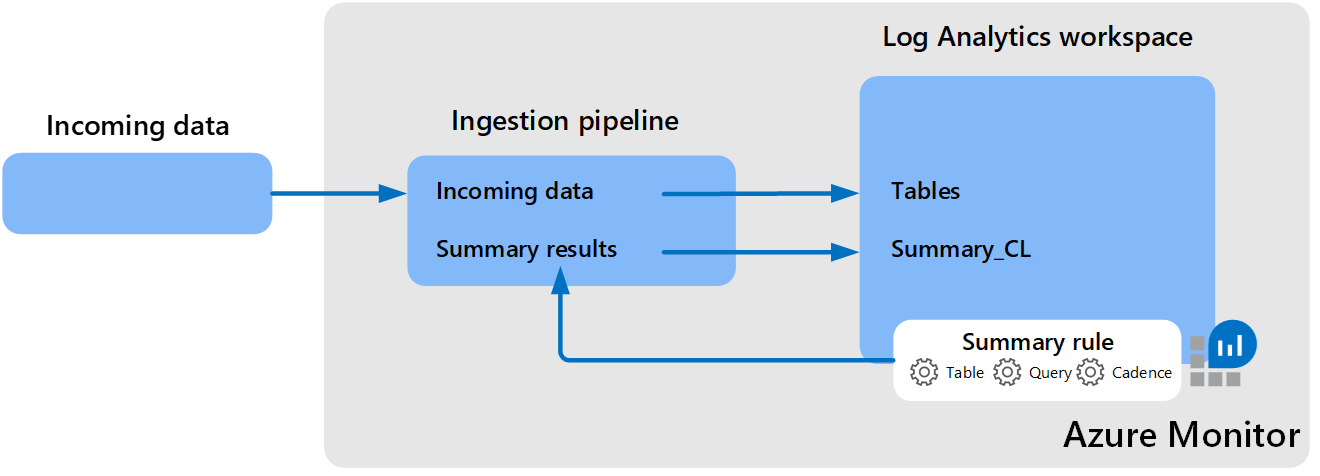 Log Analytics workspace
Ingestion pipeline
Incoming data
Incoming data
Tables
Summary results
Summary_CL
Summary rule
Table
Query
Cadence
Azure Monitor